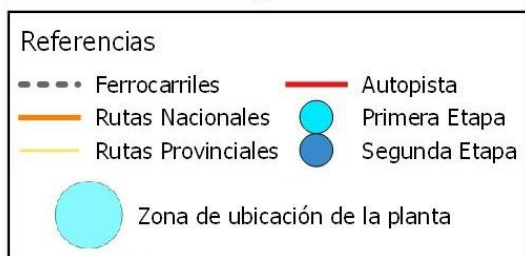 Referencias
Ferrocarriles
Autopista
Rutas Nacionales
Primera Etapa
Rutas Provinciales
Segunda Etapa
Zona de ubicación de la planta